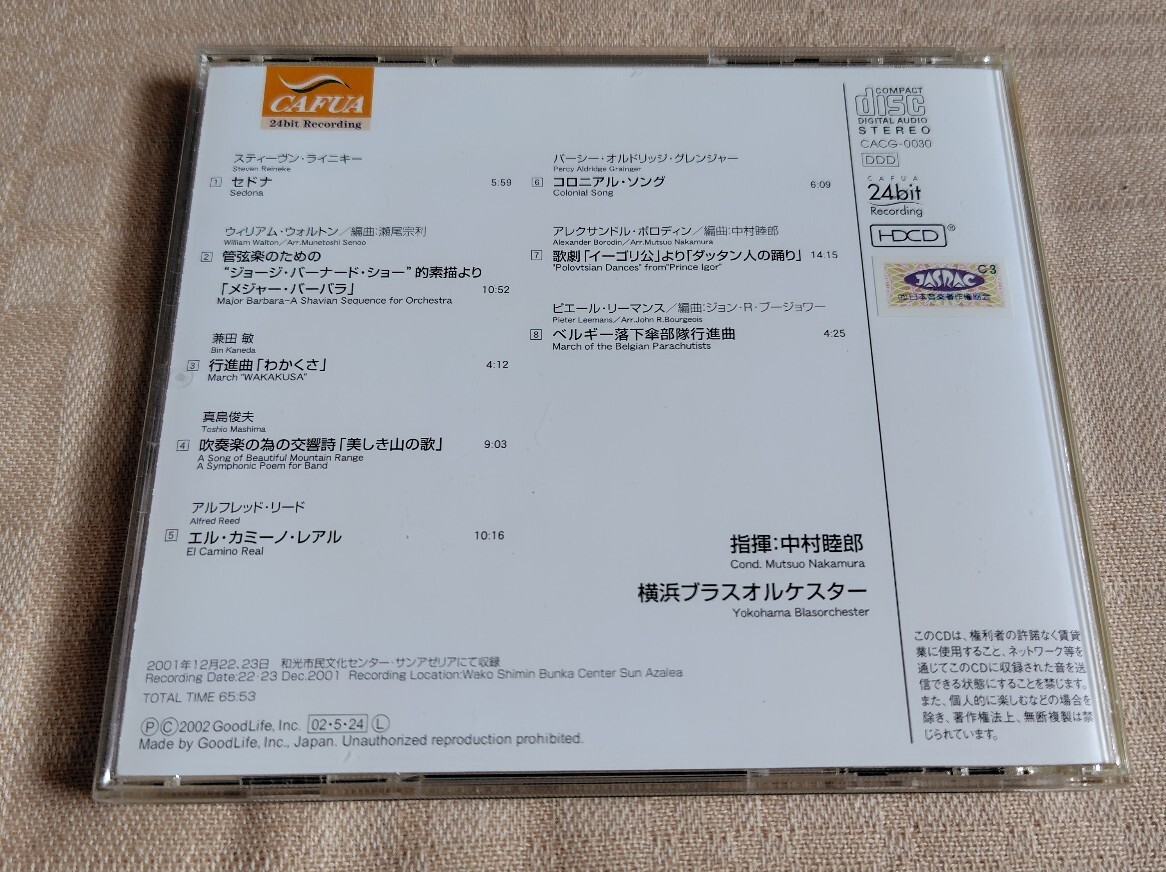 CAFUA
24bit Recording
スティーヴン・ライニキー
Steven Reineke
1 セドナ 5:59
Sedona
ウィリアム・ウォルトン／編曲:瀬尾宗利
William Walton／Arr.Munetoshi Senoo
2 管弦楽のための
“ジョージ・バーナード・ショー”的素描より
「メジャー・バーバラ」 10:52
Major Barbara-A Shavian Sequence for Orchestra
兼田 敏
Bin Kaneda
3 行進曲「わかくさ」 4:12
March "WAKAKUSA"
真島俊夫
Toshio Mashima
4 吹奏楽の為の交響詩「美しき山の歌」 9:03
A Song of Beautiful Mountain Range
A Symphonic Poem for Band
アルフレッド・リード
Alfred Reed
5 エル・カミーノ・レアル 10:16
El Camino Real
パーシー・オルドリッジ・グレンジャー
Percy Aldridge Grainger
6 コロニアル・ソング 6:09
Colonial Song
アレクサンドル・ボロディン／編曲:中村睦郎
Alexander Borodin／Arr.Mutsuo Nakamura
7 歌劇「イーゴリ公」より「ダッタン人の踊り」 14:15
"Polovtsian Dances" from"Prince Igor"
ピエール・リーマンス／編曲:ジョン・R・ブージョワー
Pieter Leemans／Arr.John R.Bourgeois
8 ベルギー落下傘部隊行進曲 4:25
March of the Belgian Parachutists
指揮:中村睦郎
Cond. Mutsuo Nakamura
横浜ブラスオルケスター
Yokohama Blasorchester
2001年12月22、23日 和光市民文化センター・サンアゼリアにて収録
Recording Date:22·23 Dec.2001 Recording Location:Wako Shimin Bunka Center Sun Azalea
TOTAL TIME 65:53
ⓅⒸ2002 GoodLife, Inc. 02・5・24 Ⓛ
Made by GoodLife, Inc., Japan. Unauthorized reproduction prohibited.
COMPACT
disc
DIGITAL AUDIO
STEREO
CACG-0030
DDD
CAFUA
24bit
Recording
HDCD®
C-3
JASRAC
㈳日本音楽著作権協会
このCDは、権利者の許諾なく賃貸
業に使用すること、ネットワーク等を
通じてこのCDに収録された音を送
信できる状態にすることを禁じます。
また、個人的に楽しむなどの場合を
除き、著作権法上、無断複製は禁
じられています。